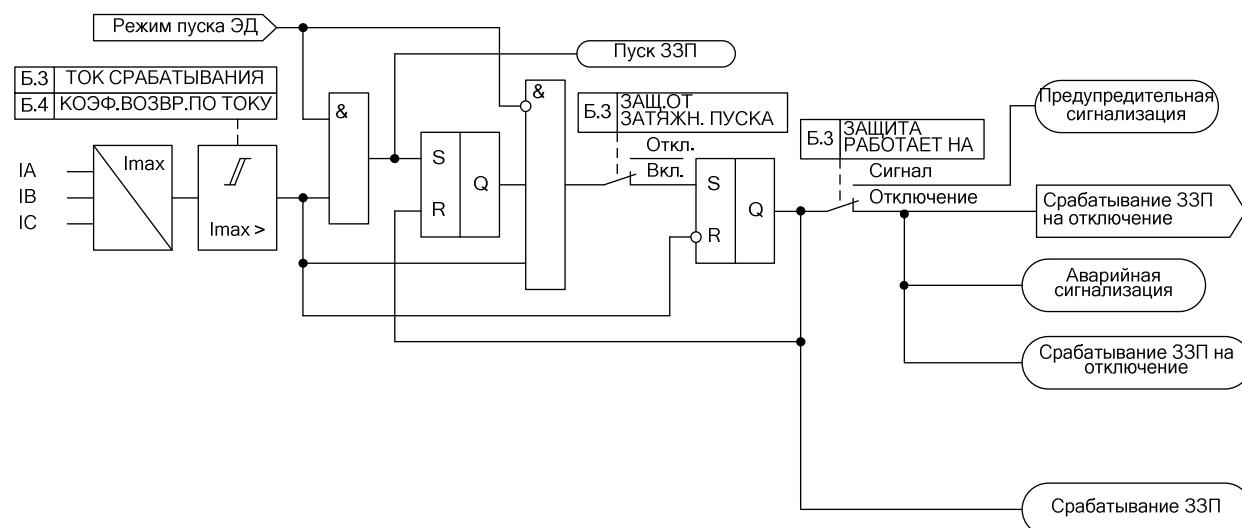 Режим пуска ЭД
Пуск ЗЗП
Б.3 ТОК СРАБАТЫВАНИЯ
Б.4 КОЭФ.ВОЗВР.ПО ТОКУ
&
&
Б.3 ЗАЩ.ОТ
ЗАТЯЖН. ПУСКА
Откл.
Вкл.
Б.3 ЗАЩИТА
РАБОТАЕТ НА
Сигнал
Отключение
Предупредительная
сигнализация
IA
IB
IC
Imax
Imax >
S
Q
R
S
Q
R
Срабатывание ЗЗП
на отключение
Аварийная
сигнализация
Срабатывание ЗЗП на
отключение
Срабатывание ЗЗП